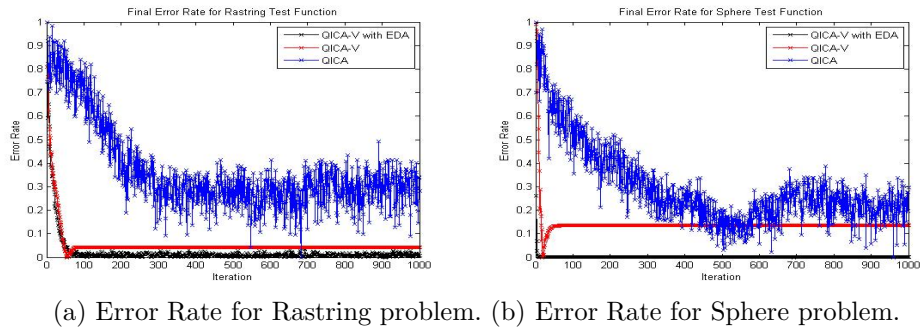 Final Error Rate for Rastring Test Function
1
0.9
0.8
0.7
0.6
0.5
0.4
0.3
0.2
0.1
0
Error Rate
QICA-V with EDA
QICA-V
QICA
0 100 200 300 400 500 600 700 800 900 1000
Iteration
Final Error Rate for Sphere Test Function
1
0.9
0.8
0.7
0.6
0.5
0.4
0.3
0.2
0.1
0
Error Rate
QICA-V with EDA
QICA-V
QICA
0 100 200 300 400 500 600 700 800 900 1000
Iteration
(a) Error Rate for Rastring problem. (b) Error Rate for Sphere problem.